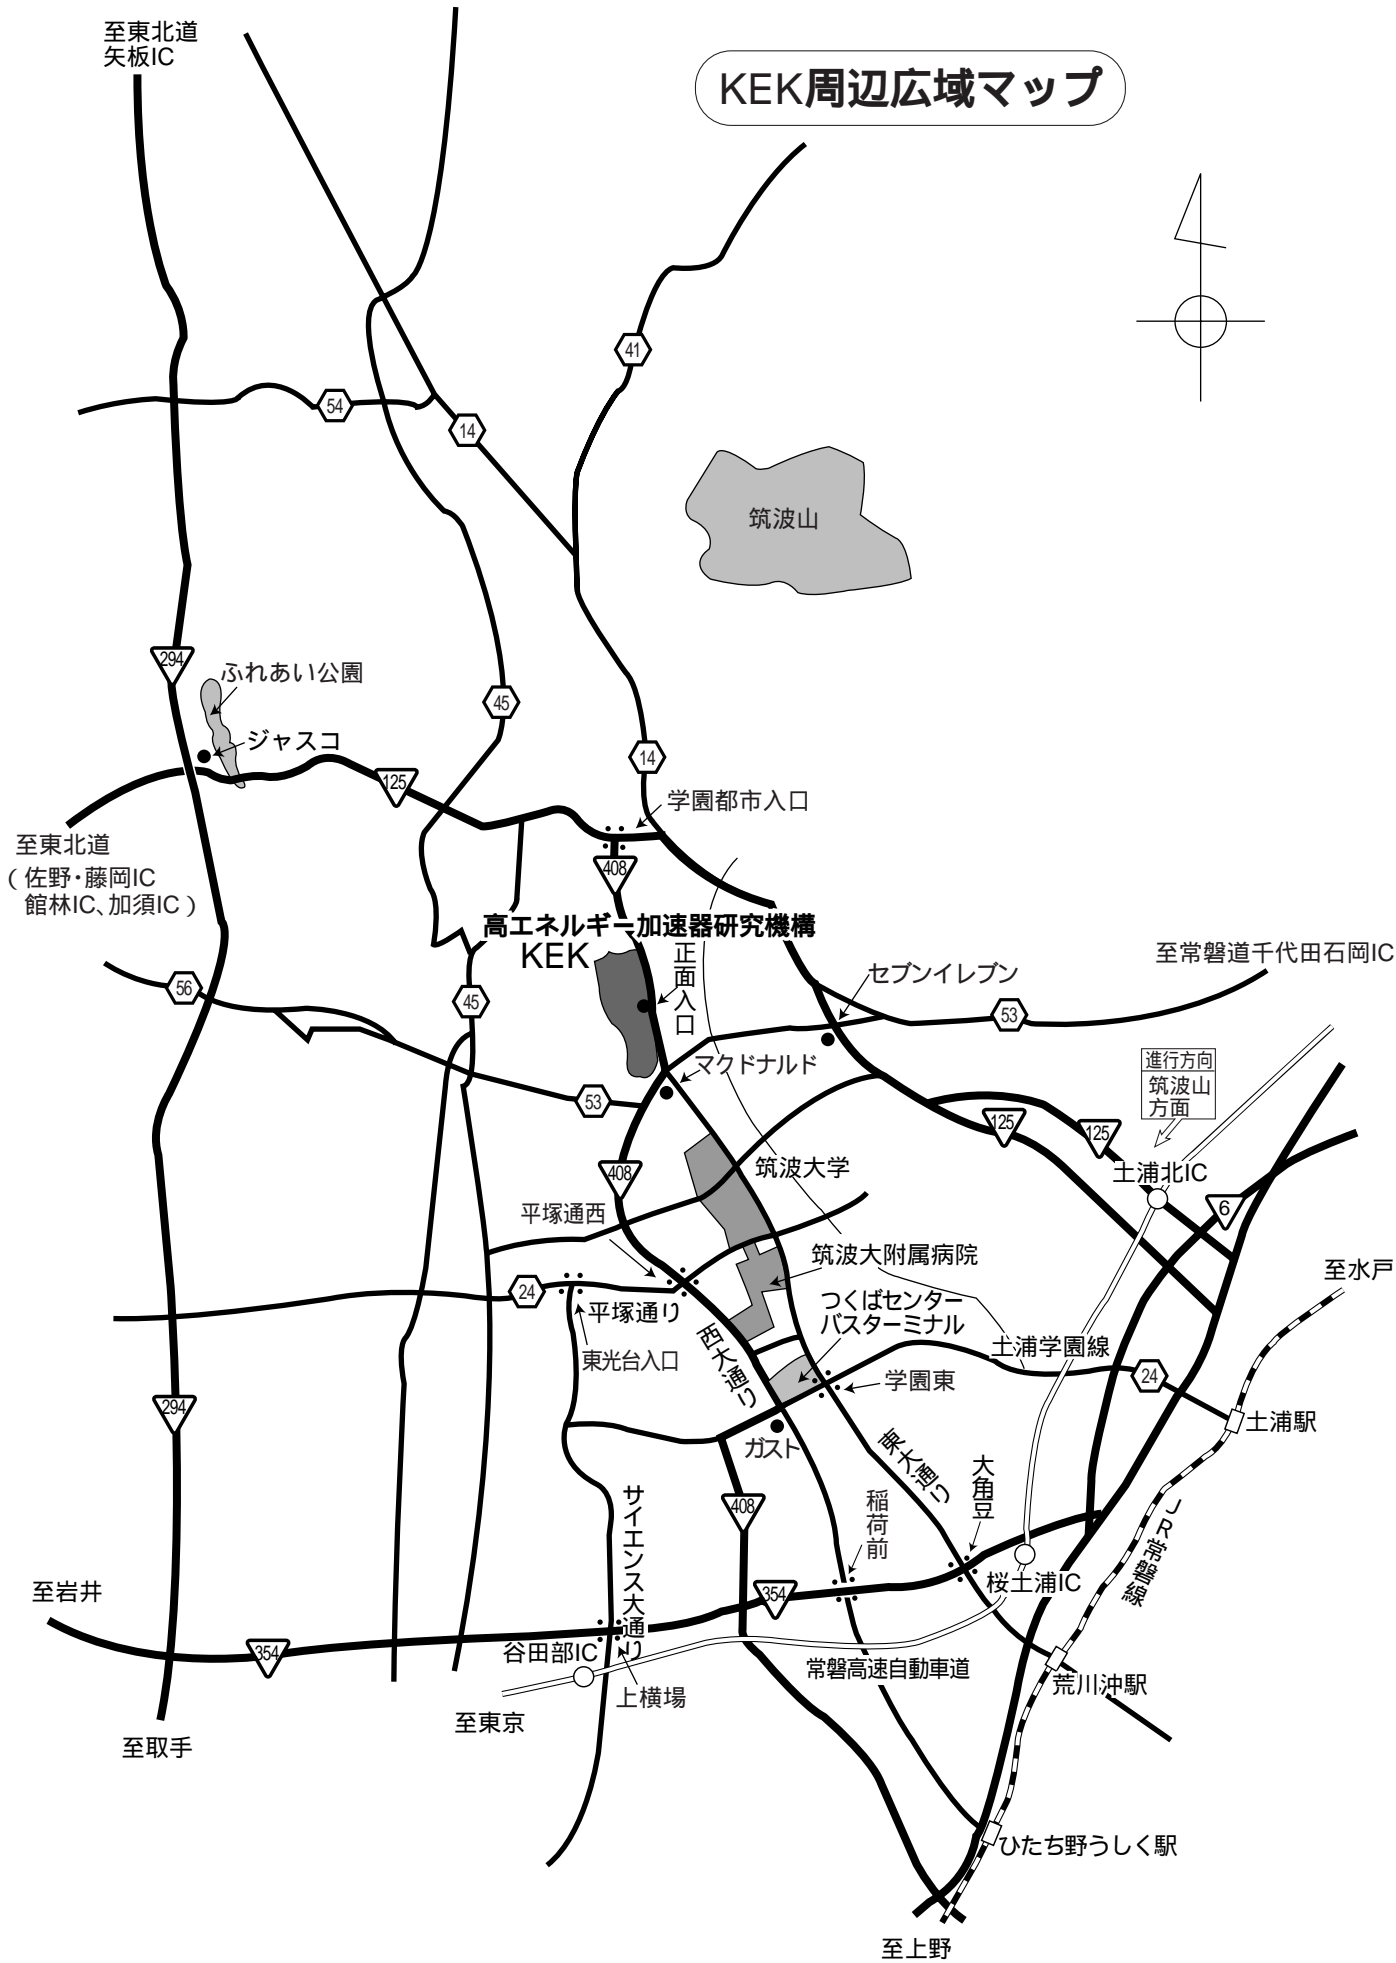 至東北道
矢板IC
KEK周辺広域マップ
41
54
14
筑波山
294
ふれあい公園
45
ジャスコ
14
125
学園都市入口
至東北道
(佐野・藤岡IC
館林IC、加須IC)
408
高エネルギー加速器研究機構
KEK
正面入口
至常磐道千代田石岡IC
セブンイレブン
56
45
53
進行方向
筑波山
方面
マクドナルド
53
125
125
筑波大学
土浦北IC
408
平塚通西
6
筑波大附属病院
至水戸
24
つくばセンター
バスターミナル
平塚通り
西大通り
土浦学園線
東光台入口
24
学園東
294
土浦駅
ガスト
東大通り
大角豆
サイエンス大通り
408
稲荷前
JR常磐線
至岩井
354
桜土浦IC
354
谷田部IC
常磐高速自動車道
荒川沖駅
上横場
至東京
至取手
ひたち野うしく駅
至上野